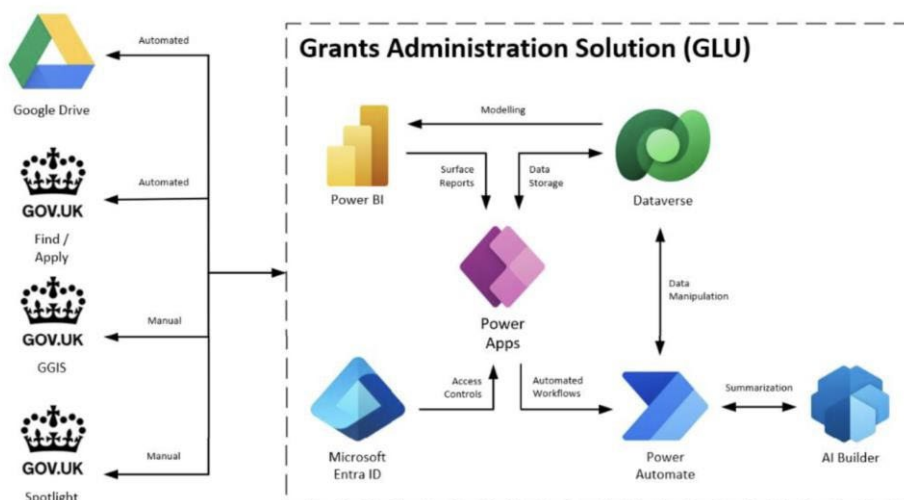 Grants Administration Solution (GLU)
Automated
Google Drive
Automated
GOV.UK
Find /
Apply
Manual
GOV.UK
GGIS
Manual
GOV.UK
Spotlight
Modelling
Power BI
Surface
Reports
Data
Storage
Dataverse
Power
Apps
Data
Manipulation
Microsoft
Entra ID
Access
Controls
Automated
Workflows
Power
Automate
Summarization
AI Builder